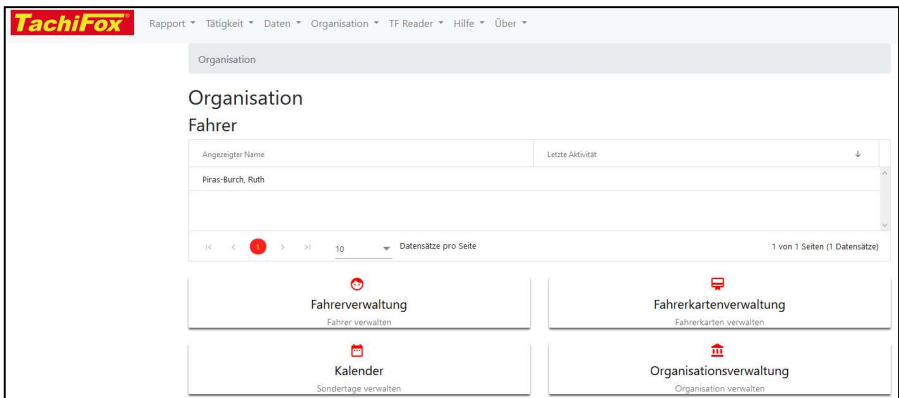 TachiFox®
Rapport Tätigkeit Daten Organisation TF Reader Hilfe Über
Organisation
Organisation
Fahrer
Angezeigter Name Letzte Aktivität
Piras-Burch, Ruth
1 10 Datensätze pro Seite 1 von 1 Seiten (1 Datensätze)
Fahrerverwaltung Fahrerkartenverwaltung
Fahrer verwalten Fahrerkarten verwalten
Kalender Organisationsverwaltung
Sondertage verwalten Organisation verwalten